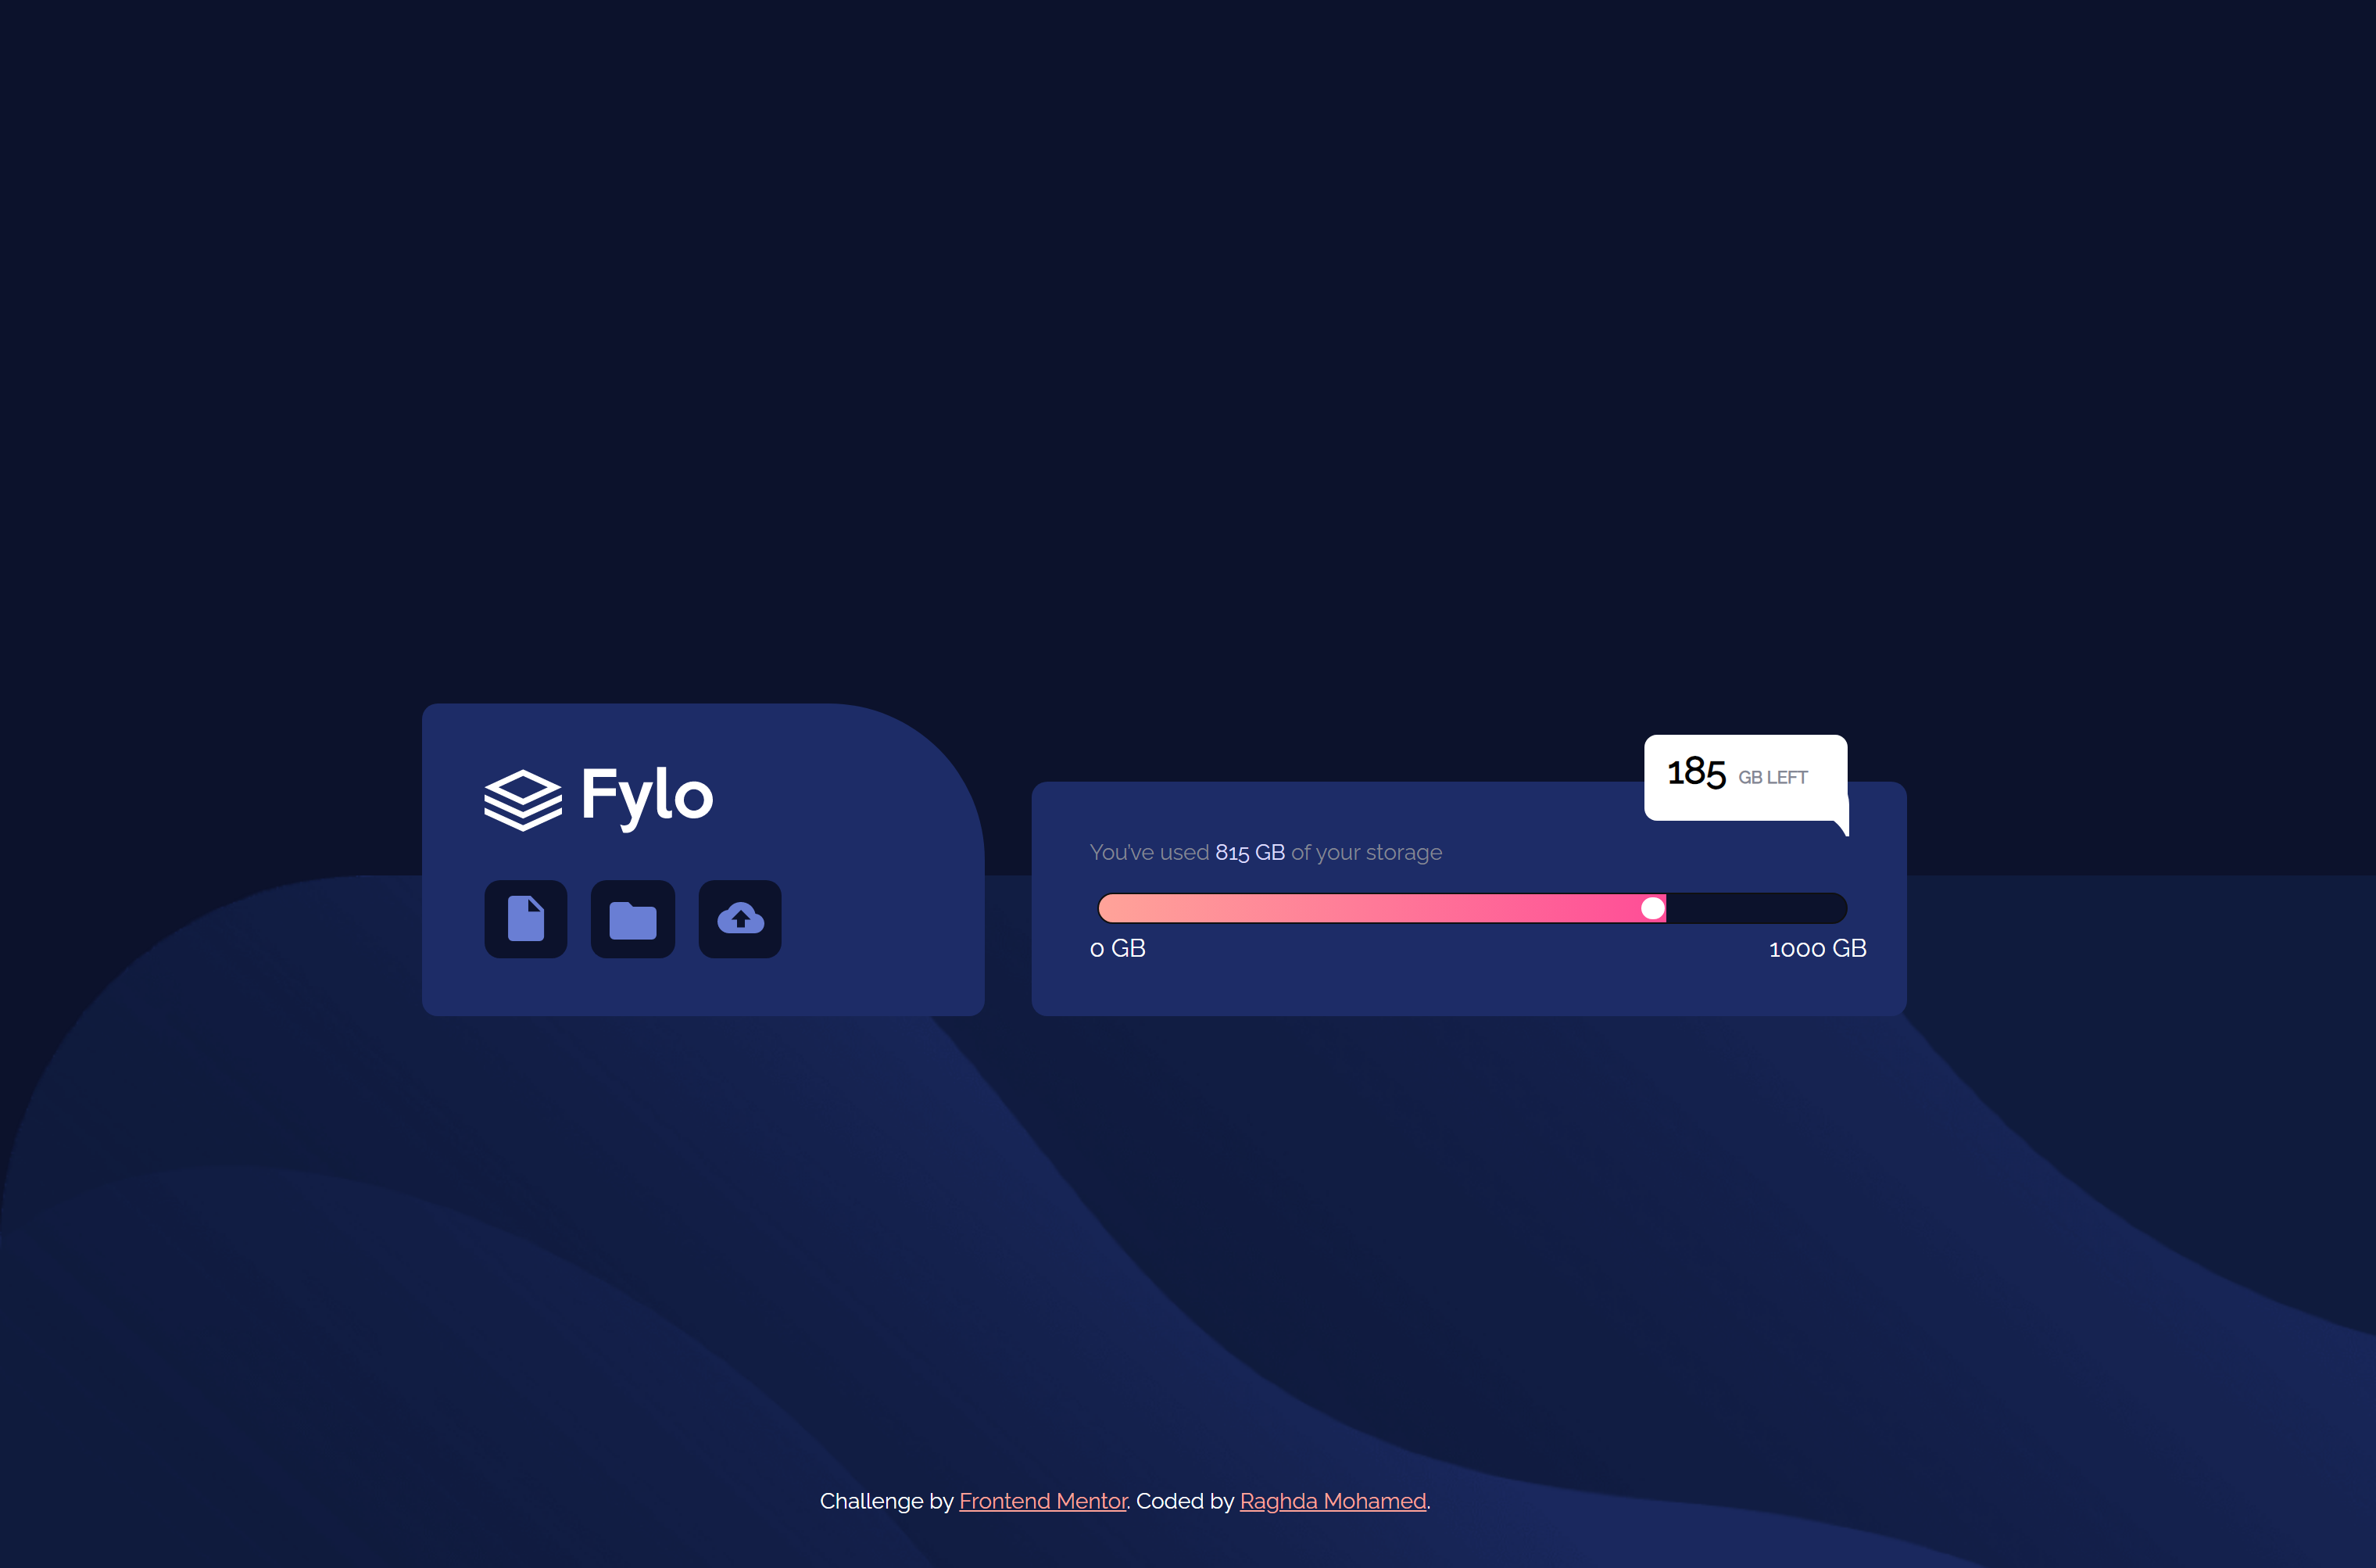 Fylo
185 GB LEFT
You've used 815 GB of your storage
0 GB
1000 GB
Challenge by Frontend Mentor. Coded by Raghda Mohamed.